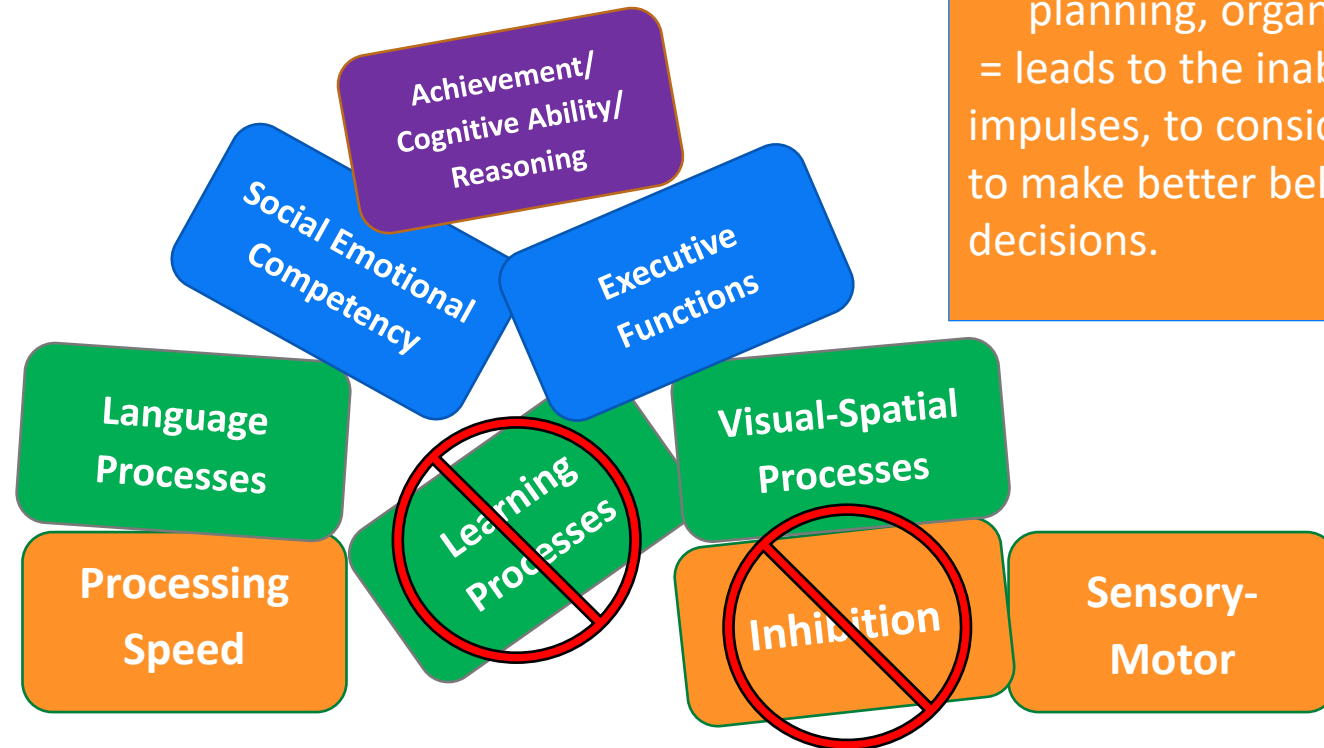 planning, organ
= leads to the inab
impulses, to consi
to make better be
decisions.
Achievement/
Cognitive Ability/
Reasoning
Social Emotional
Competency
Executive
Functions
Language
Processes
Learning
Processes
Visual-Spatial
Processes
Processing
Speed
Inhibition
Sensory-
Motor